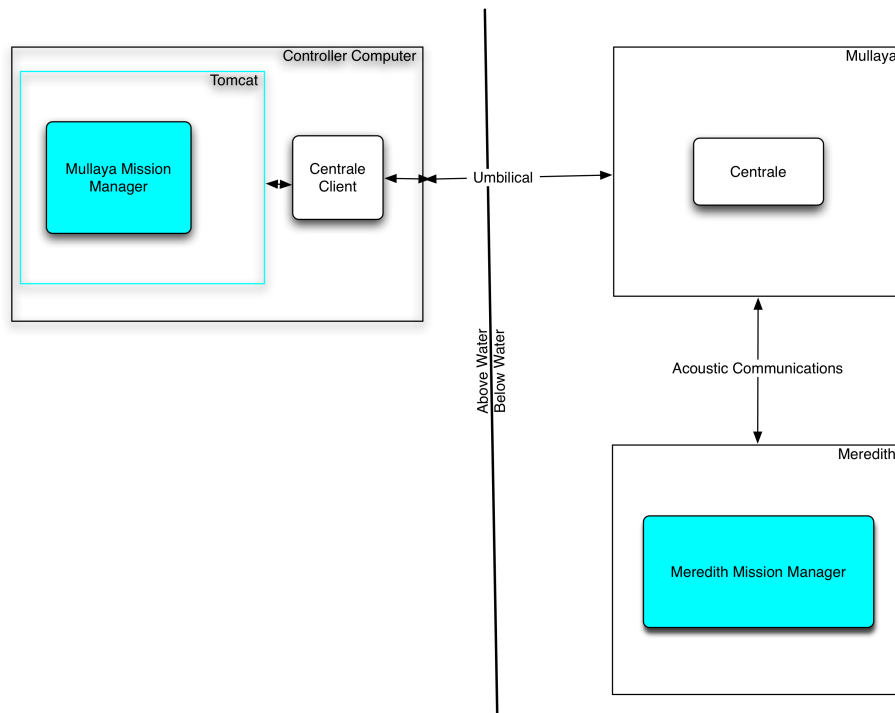 Controller Computer
Tomcat
Mullaya Mission
Manager
Centrale
Client
Umbilical
Mullaya
Centrale
Above Water
Below Water
Acoustic Communications
Meredith
Meredith Mission Manager